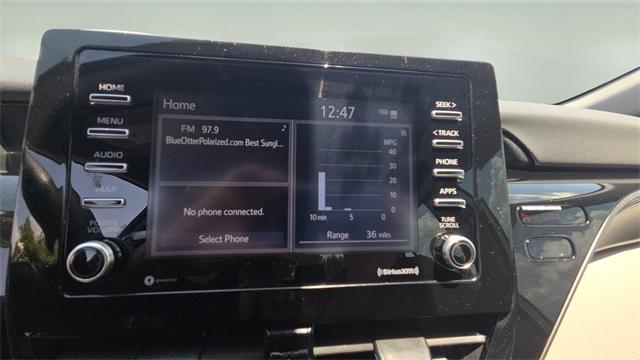 HOME
MENU
AUDIO
MAP
POWER
VOLUME
Home
12:47
FM 97.9
BlueOtterPolarized.com Best Sungl...
No phone connected.
Select Phone
MPG
40
30
20
10
0
10 min
5
0
Range 36 miles
SEEK >
< TRACK
PHONE
APPS
TUNE
SCROLL
gracenote
((SiriusXM))